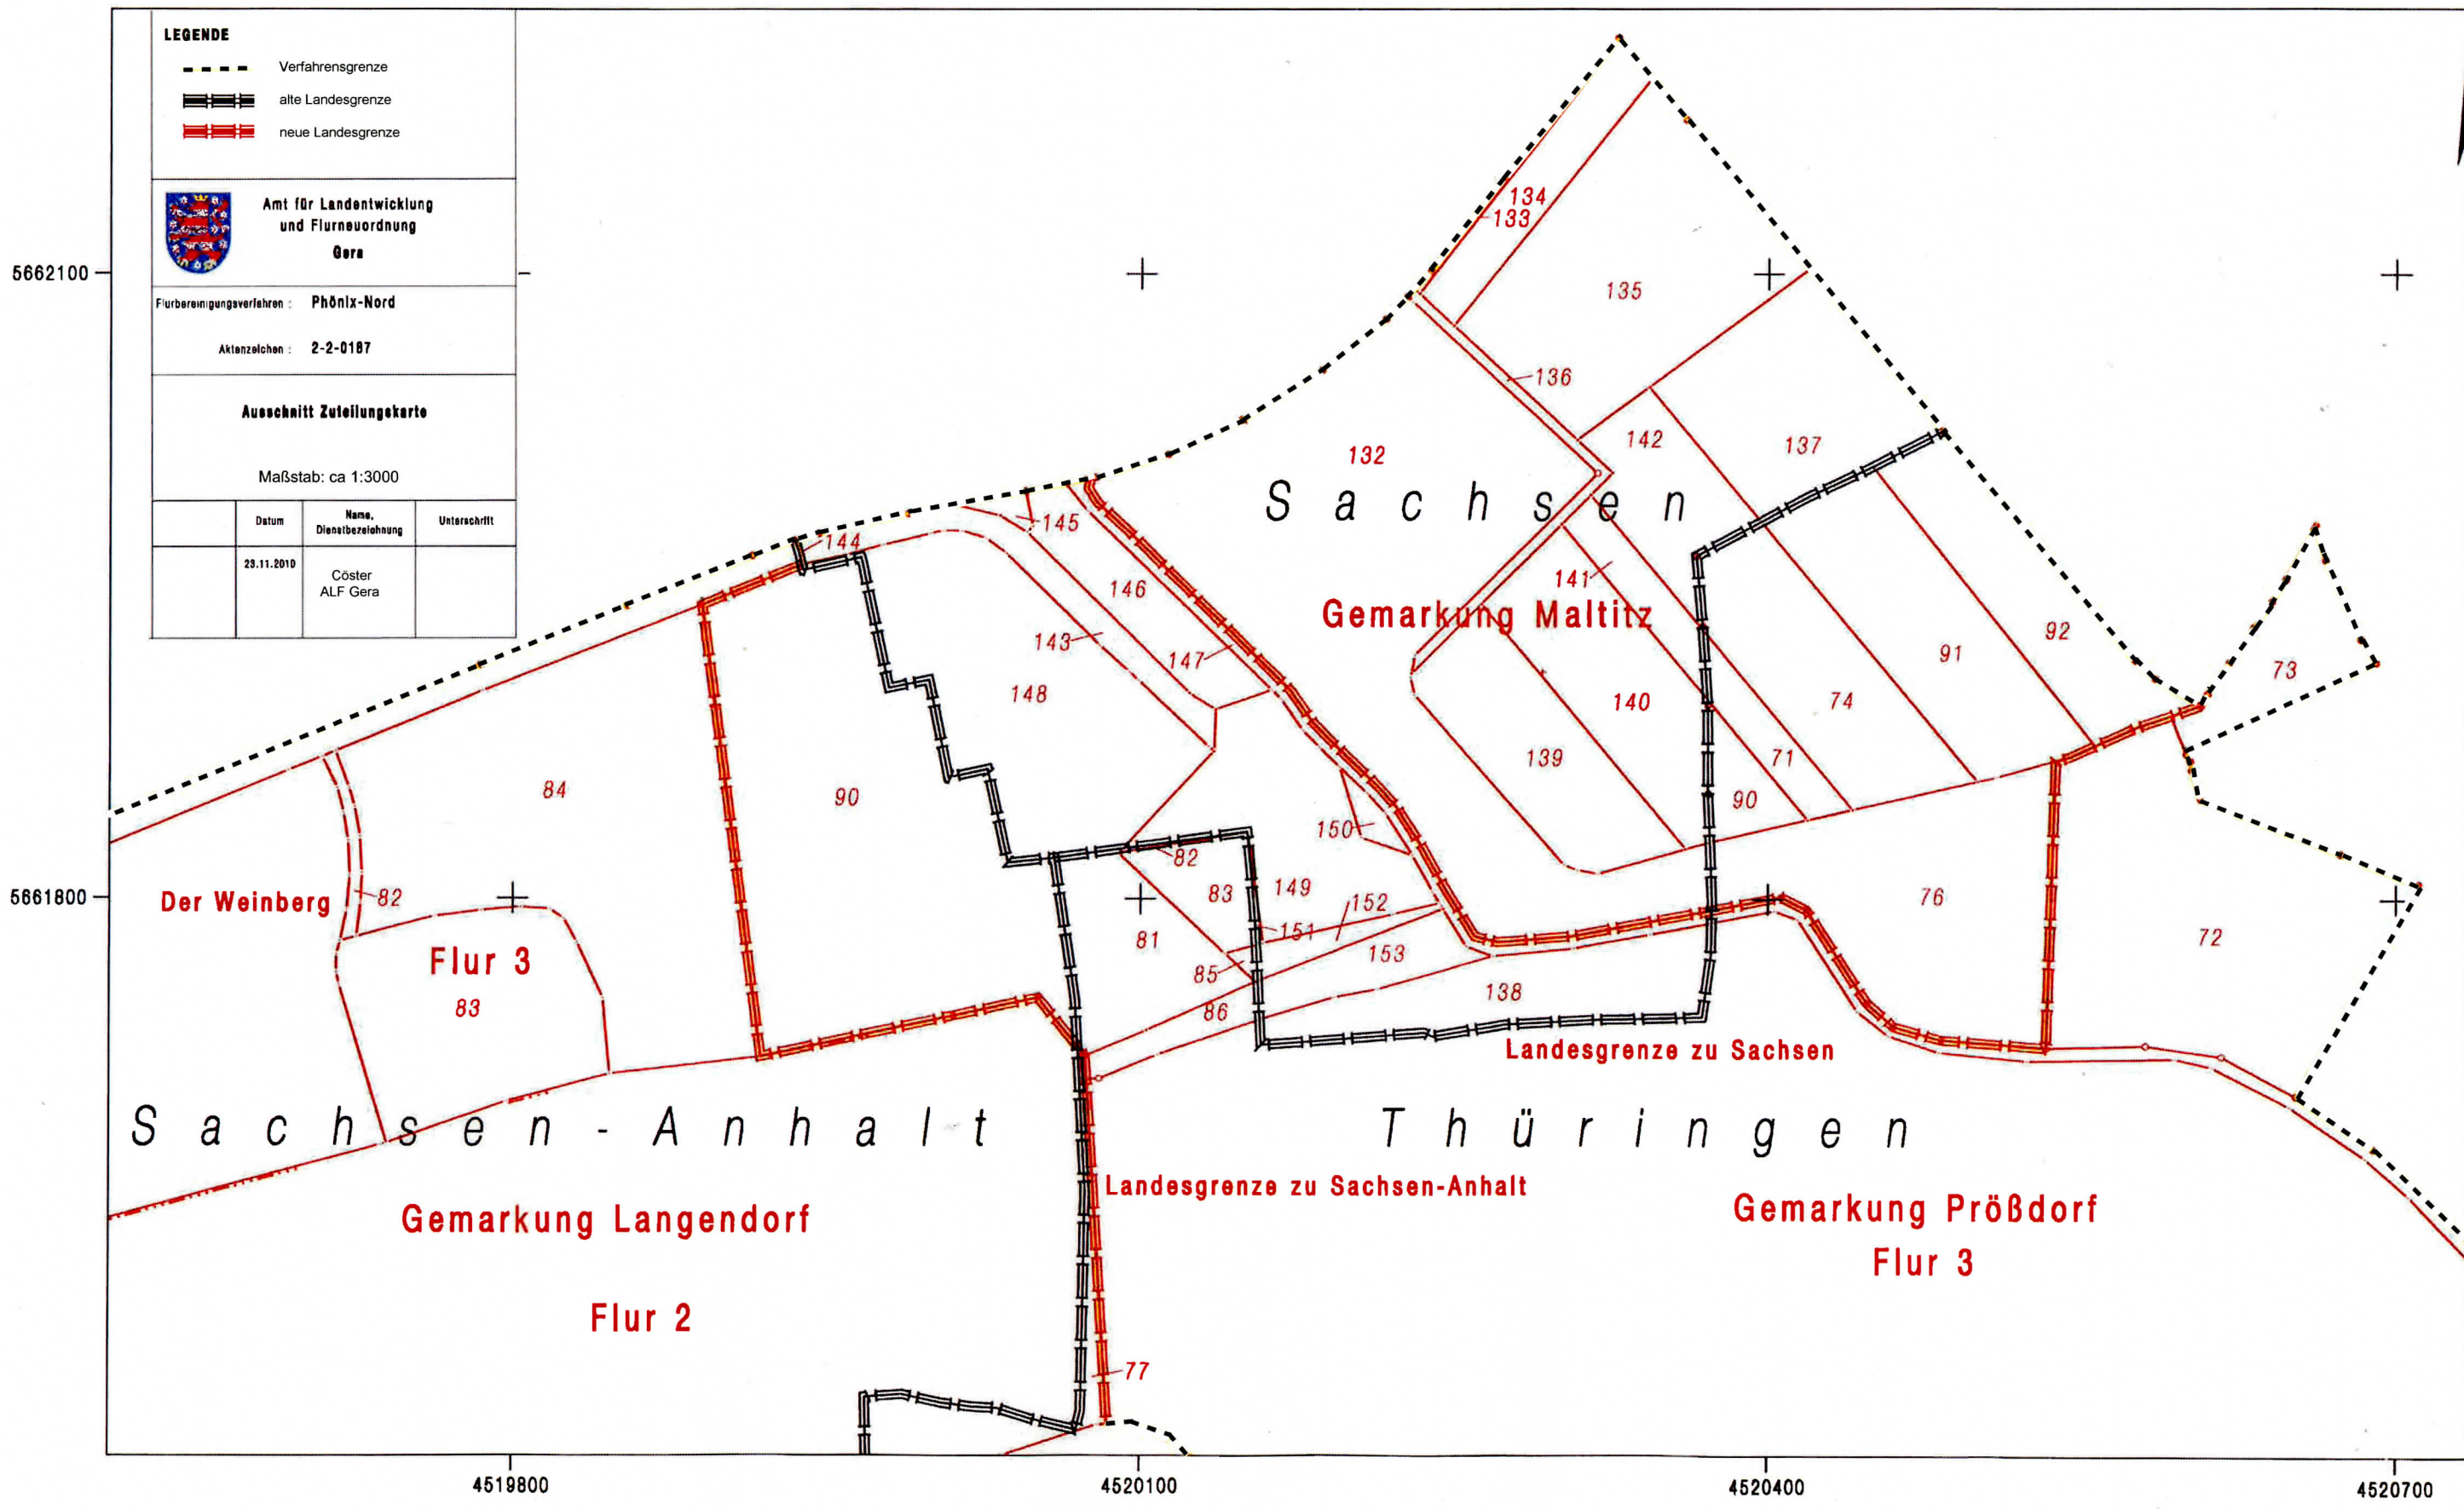 LEGENDE
Verfahrensgrenze
alte Landesgrenze
neue Landesgrenze
Amt für Landentwicklung
und Flurneuordnung
Gera
Flurbereinigungsverfahren : Phönix-Nord
Aktenzeichen : 2-2-0187
Ausschnitt Zuteilungskarte
Maßstab: ca 1:3000
Datum Name, Dienstbezeichnung Unterschrift
23.11.2010 Cöster
ALF Gera
5662100
134
133
135
136
142
137
132
Sachsen
145
144
146
141
Gemarkung Maltitz
143
147
148
140
91
92
73
74
139
71
84
90
90
150
82
Der Weinberg
82
83
149
152
76
151
5661800
81
153
72
Flur 3
85
138
83
86
Landesgrenze zu Sachsen
Sachsen-Anhalt
Thüringen
Landesgrenze zu Sachsen-Anhalt
Gemarkung Langendorf
Gemarkung Prößdorf
Flur 3
Flur 2
77
4519800
4520100
4520400
4520700